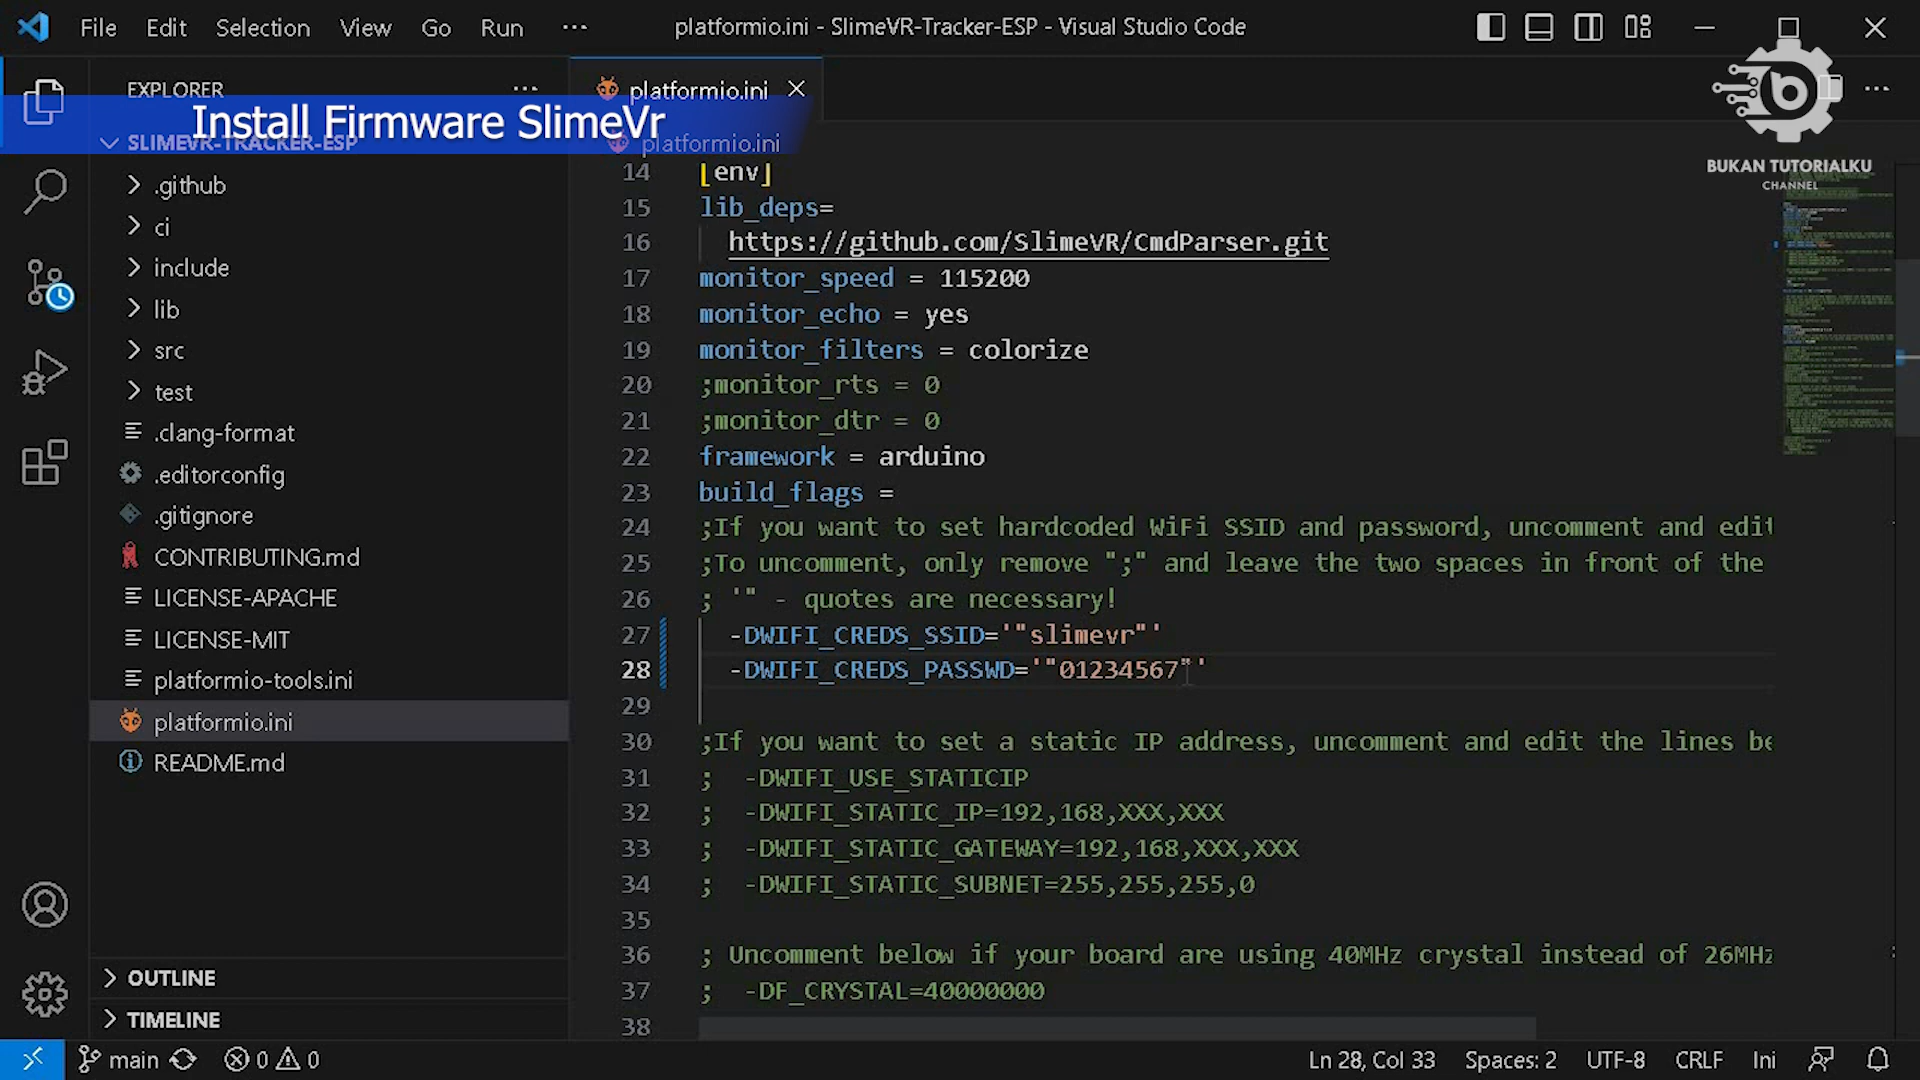 File Edit Selection View Go Run ···
platformio.ini - SlimeVR-Tracker-ESP - Visual Studio Code
EXPLORER
Install Firmware SlimeVr
SLIMEVR-TRACKER-ESP
.github
ci
include
lib
src
test
.clang-format
.editorconfig
.gitignore
CONTRIBUTING.md
LICENSE-APACHE
LICENSE-MIT
platformio-tools.ini
platformio.ini
README.md
OUTLINE
TIMELINE
platformio.ini
platformio.ini
BUKAN TUTORIALKU
CHANNEL
14 [env]
15 lib_deps=
16 https://github.com/SlimeVR/CmdParser.git
17 monitor_speed = 115200
18 monitor_echo = yes
19 monitor_filters = colorize
20 ;monitor_rts = 0
21 ;monitor_dtr = 0
22 framework = arduino
23 build_flags =
24 ;If you want to set hardcoded WiFi SSID and password, uncomment and edit
25 ;To uncomment, only remove ";" and leave the two spaces in front of the
26 ; '" - quotes are necessary!
27 -DWIFI_CREDS_SSID='"slimevr"'
28 -DWIFI_CREDS_PASSWD='"01234567"'
29
30 ;If you want to set a static IP address, uncomment and edit the lines be
31 ;  -DWIFI_USE_STATICIP
32 ;  -DWIFI_STATIC_IP=192,168,XXX,XXX
33 ;  -DWIFI_STATIC_GATEWAY=192,168,XXX,XXX
34 ;  -DWIFI_STATIC_SUBNET=255,255,255,0
35
36 ; Uncomment below if your board are using 40MHz crystal instead of 26MHz
37 ;  -DF_CRYSTAL=40000000
38
main 0 0
Ln 28, Col 33 Spaces: 2 UTF-8 CRLF Ini